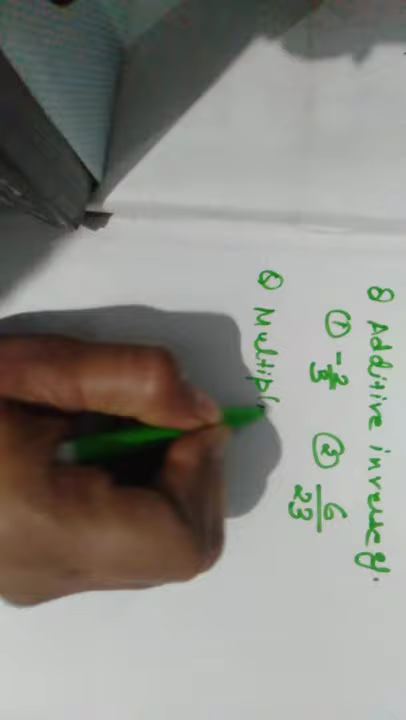 Q Additive inverse of.
① -2/3 ② 6/23
Q Multipl